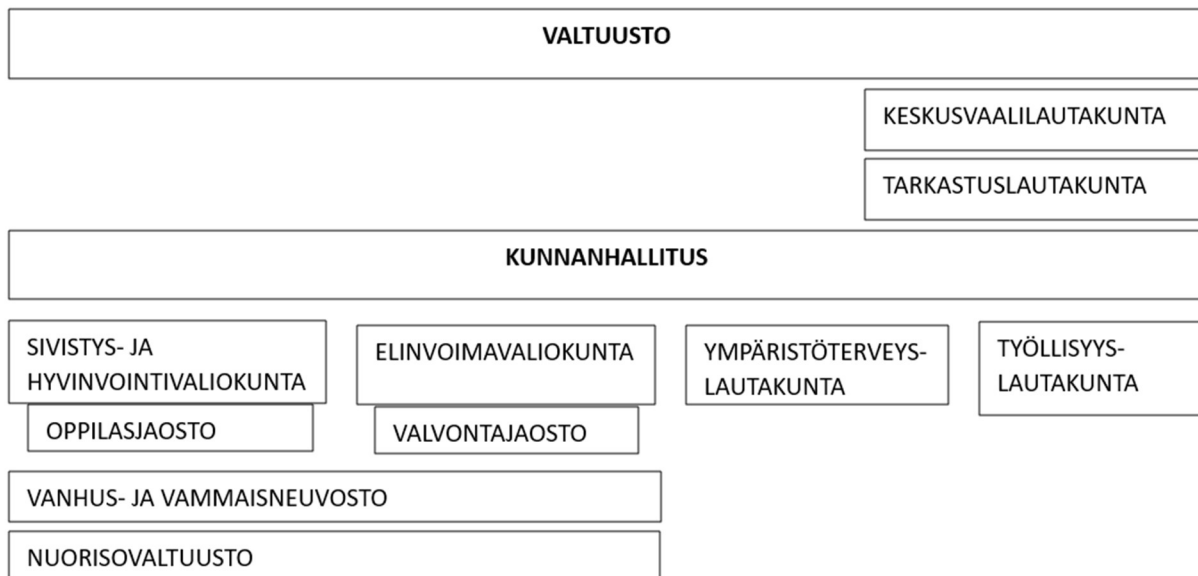 VALTUUSTO
KESKUSVAALILAUTAKUNTA
TARKASTUSLAUTAKUNTA
KUNNANHALLITUS
SIVISTYS- JA
HYVINVOINTIVALIOKUNTA
OPPILASJAOSTO
ELINVOIMAVALIOKUNTA
VALVONTAJAOSTO
YMPÄRISTÖTERVEYS-
LAUTAKUNTA
TYÖLLISYYS-
LAUTAKUNTA
VANHUS- JA VAMMAISNEUVOSTO
NUORISOVALTUUSTO